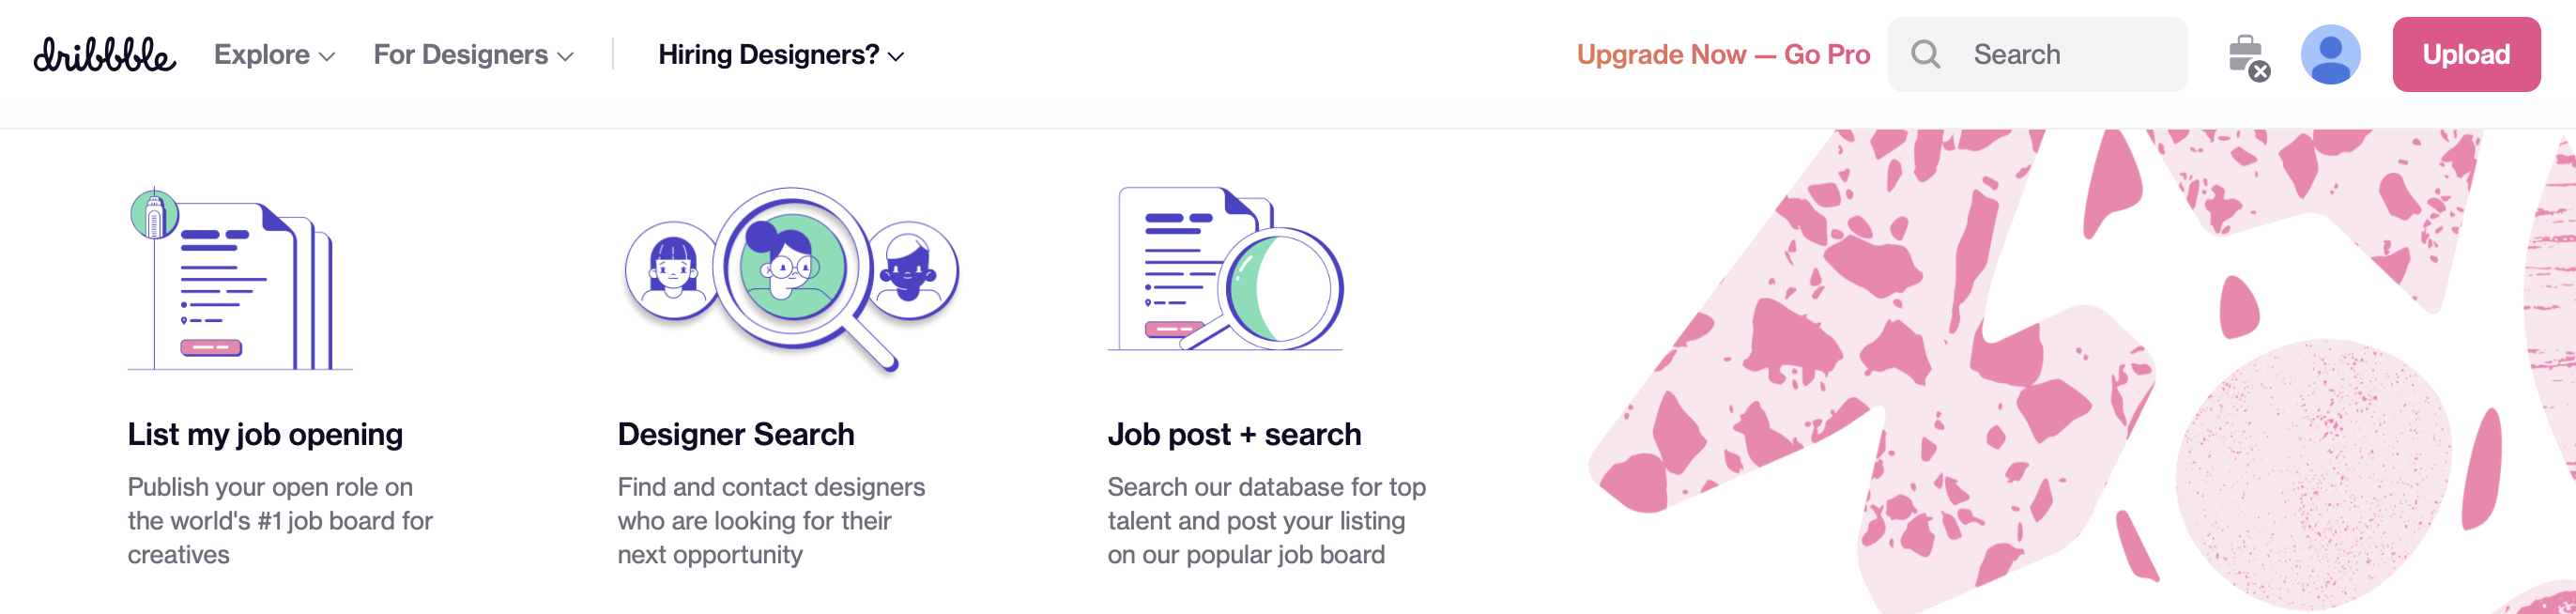 dribbble
Explore
For Designers
Hiring Designers?
Upgrade Now — Go Pro
Search
Upload
List my job opening
Publish your open role on
the world's #1 job board for
creatives
Designer Search
Find and contact designers
who are looking for their
next opportunity
Job post + search
Search our database for top
talent and post your listing
on our popular job board